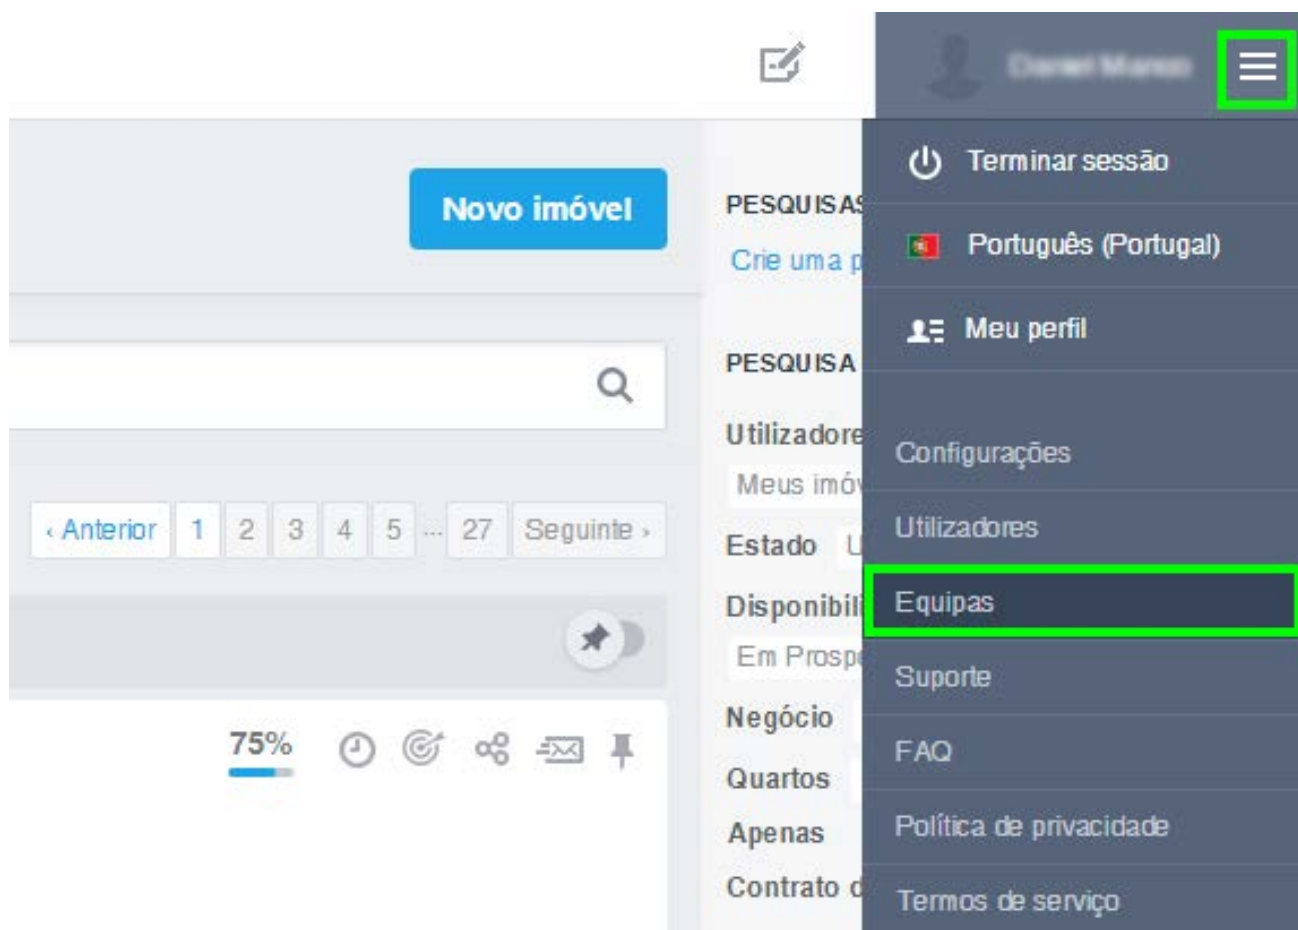 Terminar sessão
Português (Portugal)
Meu perfil
Configurações
Utilizadores
Equipas
Suporte
FAQ
Política de privacidade
Termos de serviço
Novo imóvel
‹ Anterior 1 2 3 4 5 ... 27 Seguinte ›
75%
PESQUISAS
Crie uma p
PESQUISA
Utilizadore
Meus imóv
Estado
Disponibili
Em Prospe
Negócio
Quartos
Apenas
Contrato d